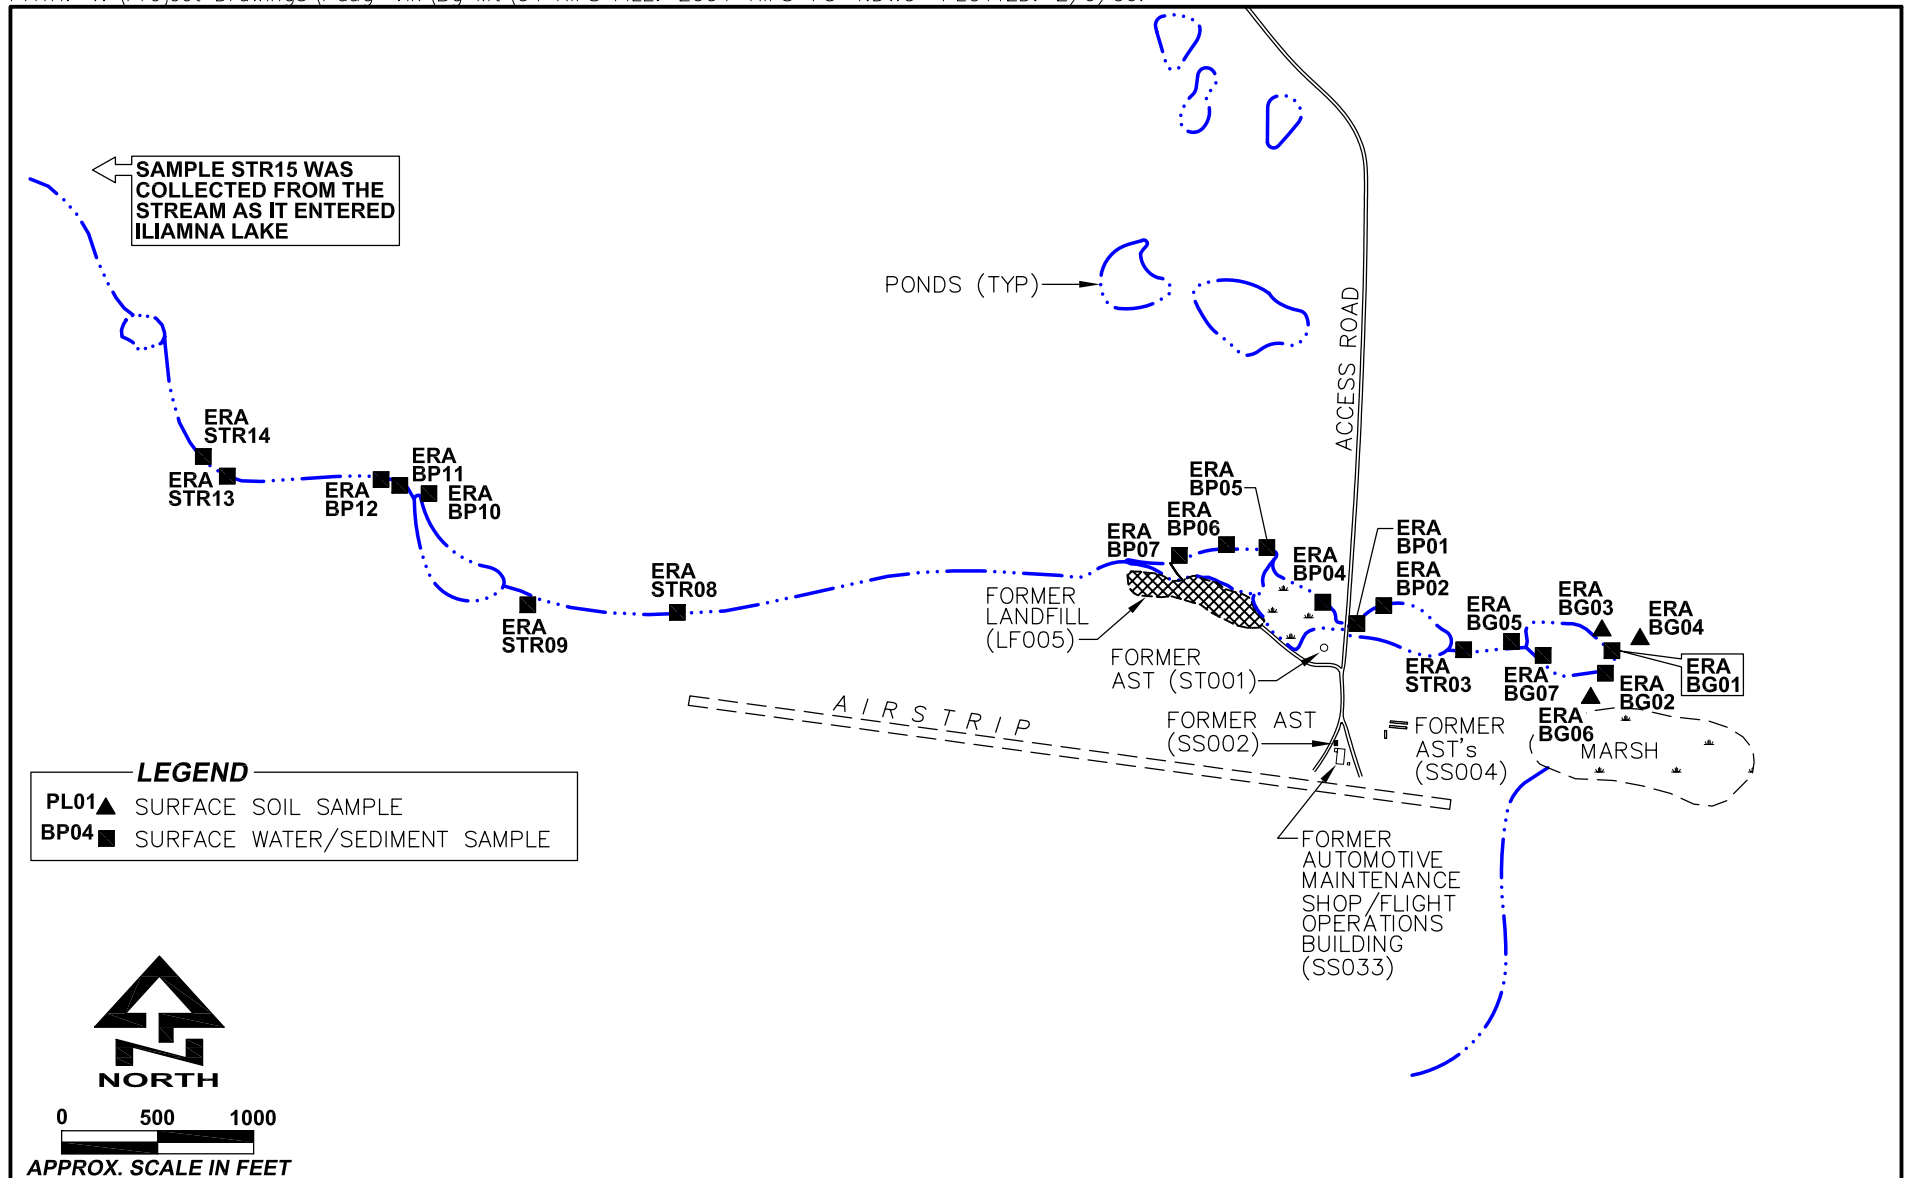 SAMPLE STR15 WAS
COLLECTED FROM THE
STREAM AS IT ENTERED
ILIAMNA LAKE
PONDS (TYP)
ACCESS ROAD
ERA
STR14
ERA
STR13
ERA
BP12
ERA
BP11
ERA
BP10
ERA
STR09
ERA
STR08
ERA
BP07
ERA
BP06
ERA
BP05
ERA
BP04
ERA
BP01
ERA
BP02
ERA
STR03
ERA
BG05
ERA
BG07
ERA
BG03
ERA
BG04
ERA
BG01
ERA
BG02
ERA
BG06
FORMER
LANDFILL
(LF005)
FORMER
AST (ST001)
FORMER AST
(SS002)
FORMER
AST's
(SS004)
MARSH
AIRSTRIP
FORMER
AUTOMOTIVE
MAINTENANCE
SHOP/FLIGHT
OPERATIONS
BUILDING
(SS033)
LEGEND
PL01 SURFACE SOIL SAMPLE
BP04 SURFACE WATER/SEDIMENT SAMPLE
N
NORTH
0 500 1000
APPROX. SCALE IN FEET